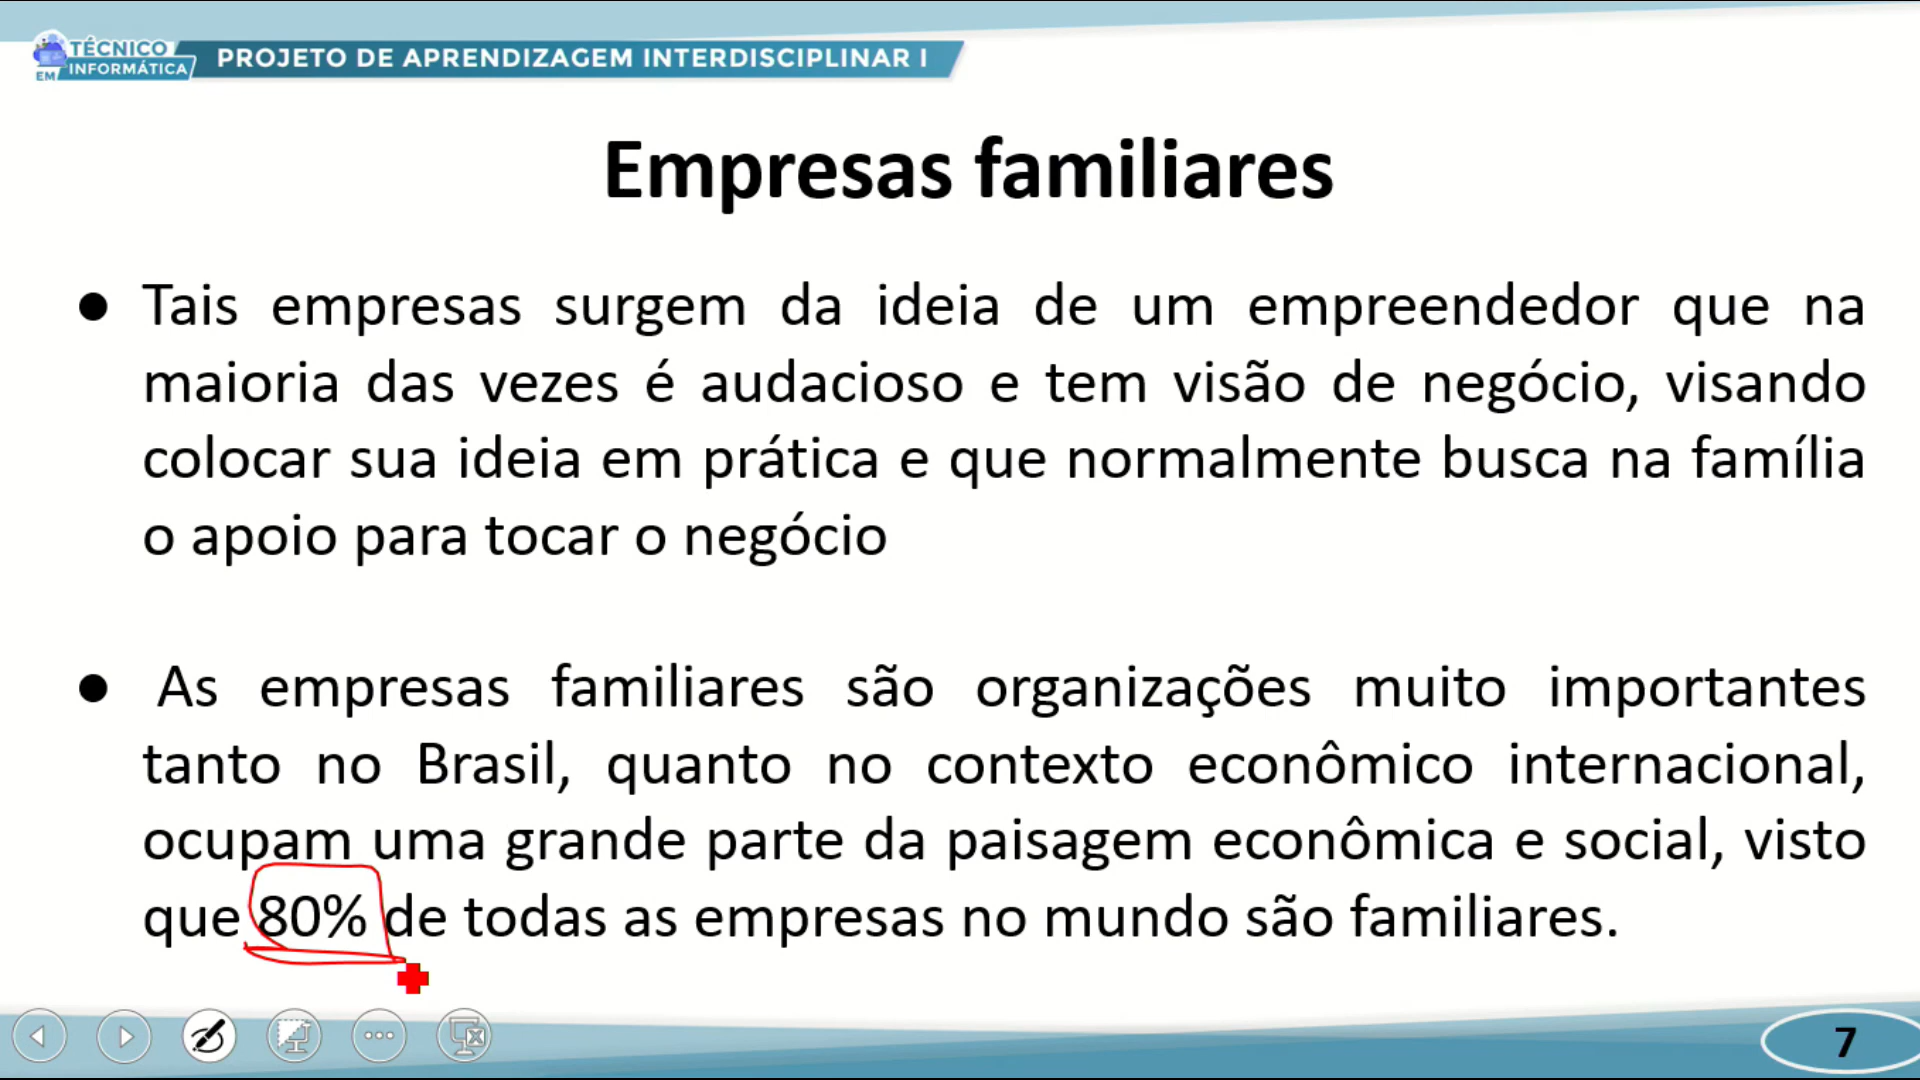 TÉCNICO
EM INFORMÁTICA
PROJETO DE APRENDIZAGEM INTERDISCIPLINAR I
Empresas familiares
● Tais empresas surgem da ideia de um empreendedor que na
maioria das vezes é audacioso e tem visão de negócio, visando
colocar sua ideia em prática e que normalmente busca na família
o apoio para tocar o negócio
● As empresas familiares são organizações muito importantes
tanto no Brasil, quanto no contexto econômico internacional,
ocupam uma grande parte da paisagem econômica e social, visto
que 80% de todas as empresas no mundo são familiares.
7